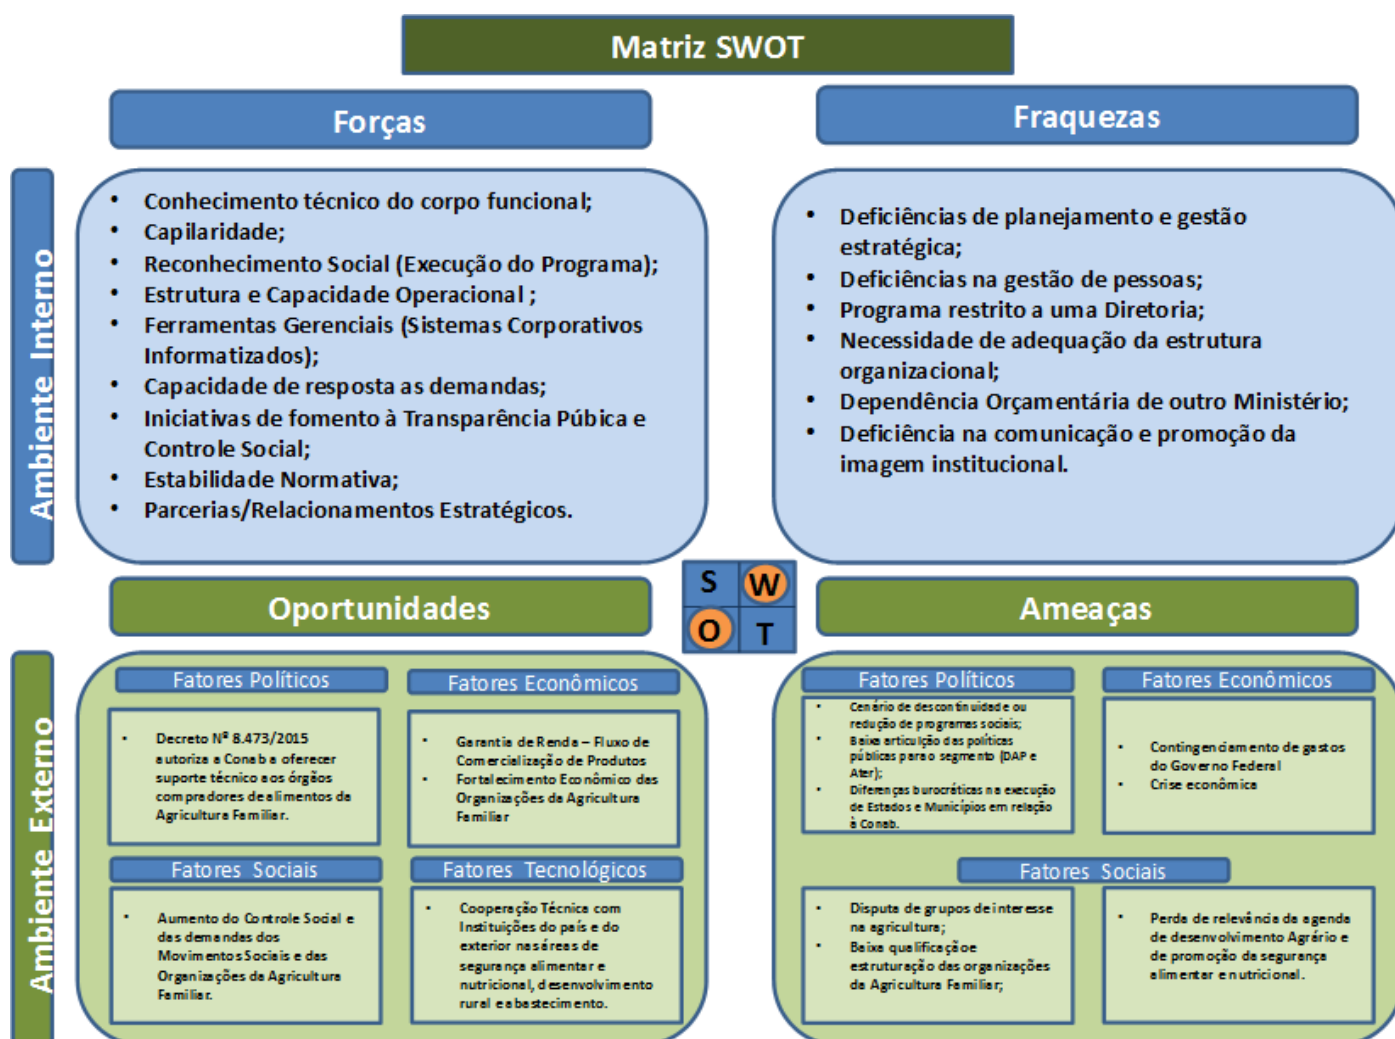 Matriz SWOT
Forças
Fraquezas
Ambiente Interno
• Conhecimento técnico do corpo funcional;
• Capilaridade;
• Reconhecimento Social (Execução do Programa);
• Estrutura e Capacidade Operacional ;
• Ferramentas Gerenciais (Sistemas Corporativos
Informatizados);
• Capacidade de resposta as demandas;
• Iniciativas de fomento à Transparência Púbica e
Controle Social;
• Estabilidade Normativa;
• Parcerias/Relacionamentos Estratégicos.
• Deficiências de planejamento e gestão
estratégica;
• Deficiências na gestão de pessoas;
• Programa restrito a uma Diretoria;
• Necessidade de adequação da estrutura
organizacional;
• Dependência Orçamentária de outro Ministério;
• Deficiência na comunicação e promoção da
imagem institucional.
S W
O T
Oportunidades
Ameaças
Ambiente Externo
Fatores Políticos
• Decreto Nº 8.473/2015
autoriza a Conab a oferecer
suporte técnico aos órgãos
compradores de alimentos da
Agricultura Familiar.
Fatores Econômicos
• Garantia de Renda – Fluxo de
Comercialização de Produtos
• Fortalecimento Econômico das
Organizações da Agricultura
Familiar
Fatores Sociais
• Aumento do Controle Social e
das demandas dos
Movimentos Sociais e das
Organizações da Agricultura
Familiar.
Fatores Tecnológicos
• Cooperação Técnica com
Instituições do país e do
exterior nas áreas de
segurança alimentar e
nutricional, desenvolvimento
rural e abastecimento.
Fatores Políticos
• Cenário de descontinuidade ou
redução de programas sociais;
• Baixa articulção das políticas
públicas para o segmento (DAP e
Ater);
• Diferenças burocráticas na execução
de Estados e Municípios em relação
à Conab.
Fatores Econômicos
• Contingenciamento de gastos
do Governo Federal
• Crise econômica
Fatores Sociais
• Disputa de grupos de interesse
na agricultura;
• Baixa qualificação e
estruturação das organizações
da Agricultura Familiar;
• Perda de relevância da agenda
de desenvolvimento Agrário e
de promoção da segurança
alimentar e nutricional.